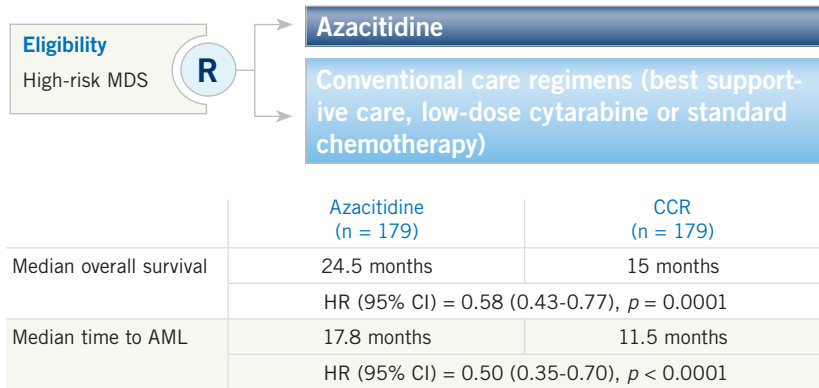 Eligibility
High-risk MDS
R
Azacitidine
Conventional care regimens (best support-
ive care, low-dose cytarabine or standard
chemotherapy)
Azacitidine
(n = 179)
CCR
(n = 179)
Median overall survival 24.5 months 15 months
HR (95% CI) = 0.58 (0.43-0.77), p = 0.0001
Median time to AML 17.8 months 11.5 months
HR (95% CI) = 0.50 (0.35-0.70), p < 0.0001